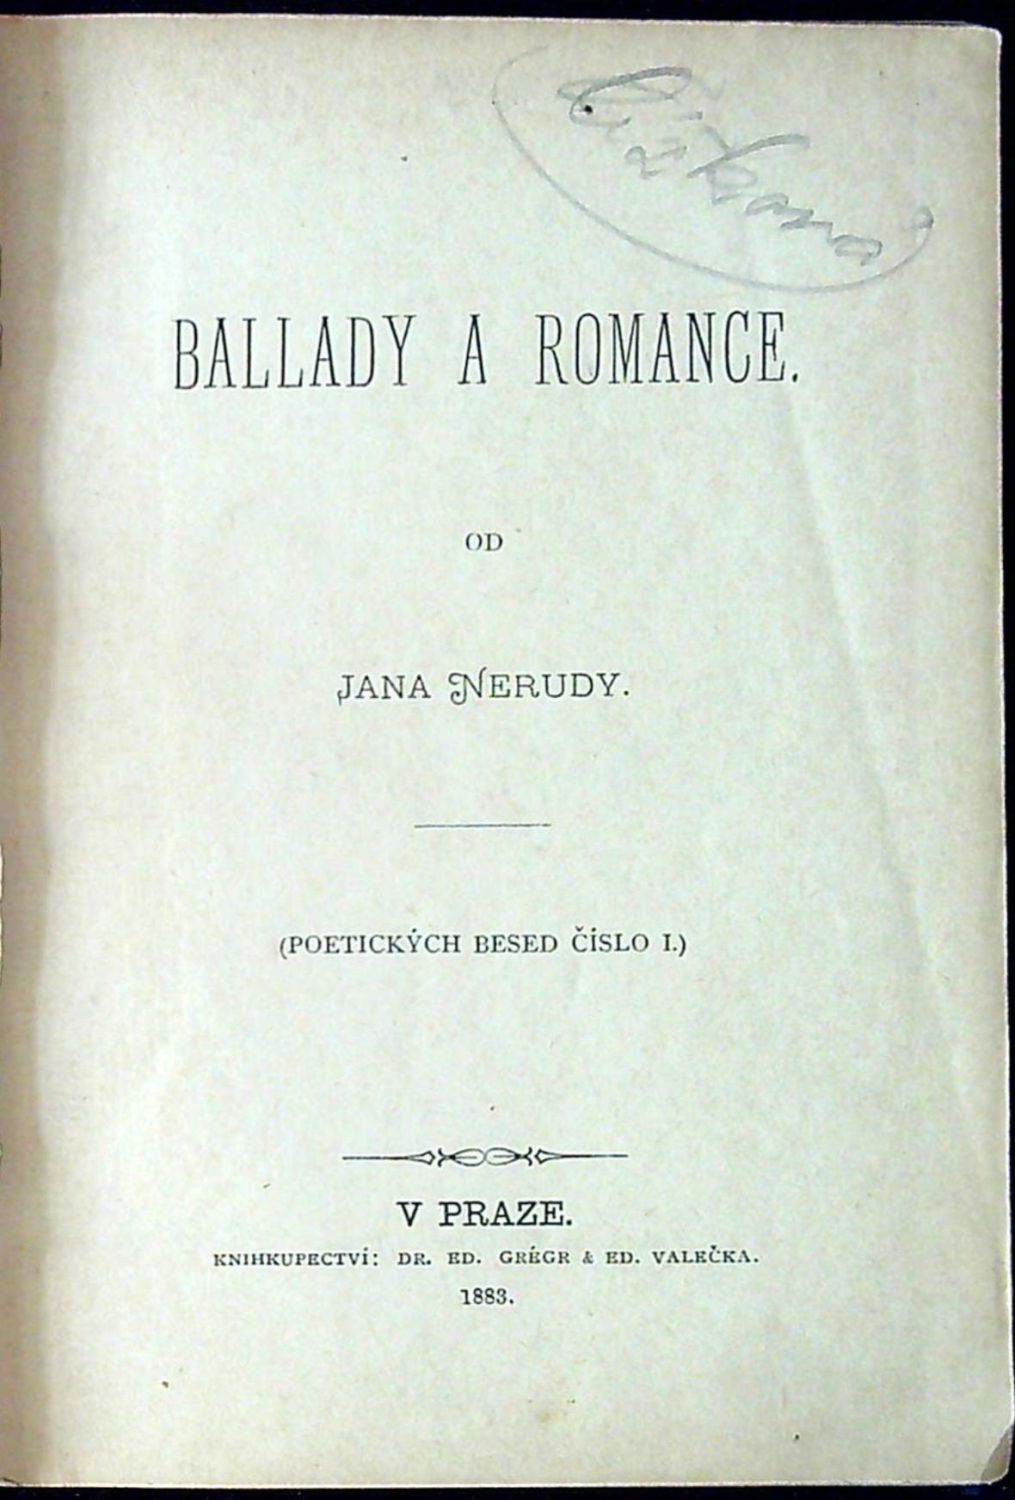 BALLADY A ROMANCE.
OD
JANA NERUDY.
(POETICKÝCH BESED ČÍSLO I.)
V PRAZE.
KNIHKUPECTVÍ: DR. ED. GRÉGR & ED. VALEČKA.
1883.